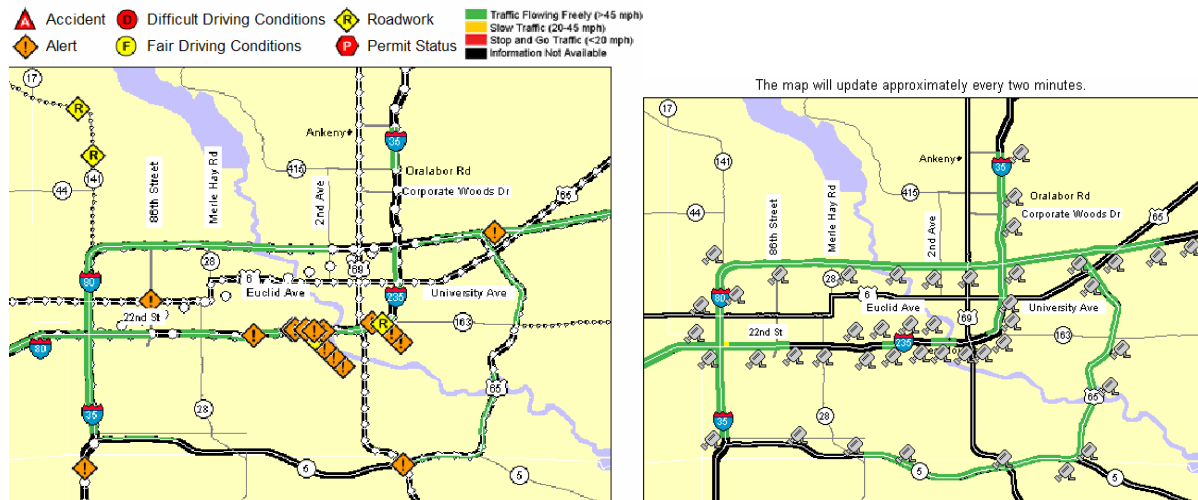 A Accident
D Difficult Driving Conditions
R Roadwork
! Alert
F Fair Driving Conditions
P Permit Status
Traffic Flowing Freely (>45 mph)
Slow Traffic (20-45 mph)
Stop and Go Traffic (<20 mph)
Information Not Available
The map will update approximately every two minutes.
17
R
R
141
44
415
Ankeny
35
Oralabor Rd
Corporate Woods Dr
65
86th Street
Merle Hay Rd
2nd Ave
!
28
69
6
80
Euclid Ave
235
University Ave
!
22nd St
R
163
!
!
!
80
65
35
28
!
!
5
5
17
141
44
415
Ankeny
35
Oralabor Rd
Corporate Woods Dr
65
86th Street
Merle Hay Rd
2nd Ave
28
80
6
Euclid Ave
University Ave
69
22nd St
235
163
65
35
28
5
5